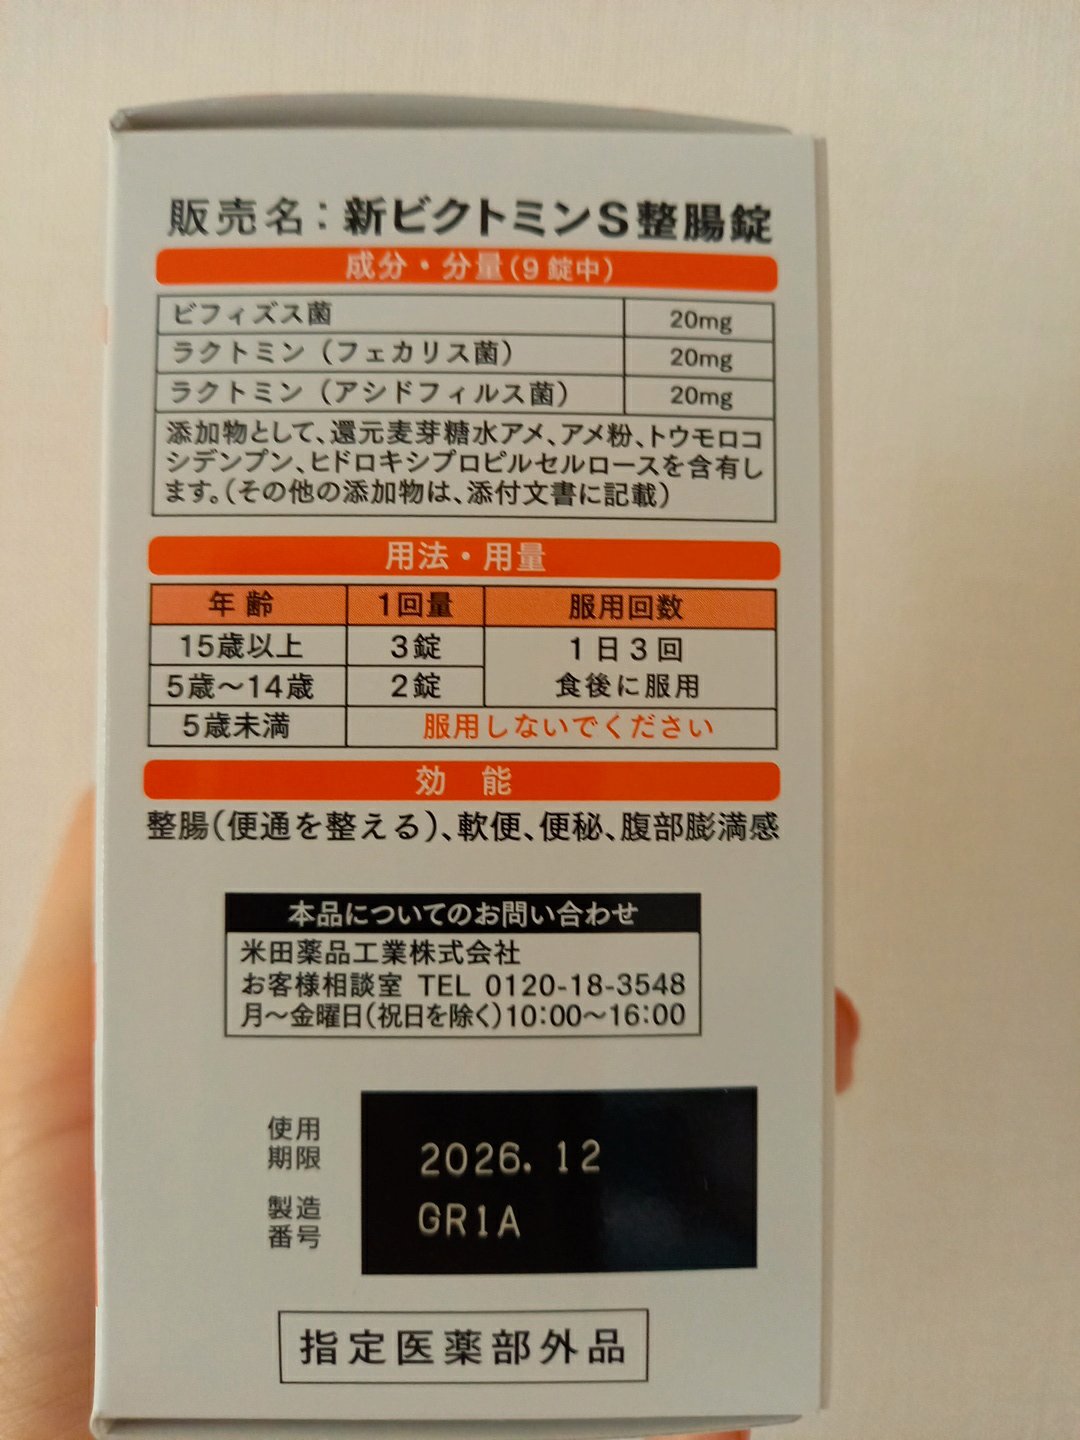 販売名：新ビクトミンS整腸錠
成分・分量（9錠中）
ビフィズス菌 20mg
ラクトミン（フェカリス菌） 20mg
ラクトミン（アシドフィルス菌） 20mg
添加物として、還元麦芽糖水アメ、アメ粉、トウモロコ
シデンプン、ヒドロキシプロピルセルロースを含有し
ます。（その他の添加物は、添付文書に記載）
用法・用量
年齢 1回量 服用回数
15歳以上 3錠 1日3回
5歳～14歳 2錠 食後に服用
5歳未満 服用しないでください
効能
整腸（便通を整える）、軟便、便秘、腹部膨満感
本品についてのお問い合わせ
米田薬品工業株式会社
お客様相談室 TEL 0120-18-3548
月～金曜日（祝日を除く）10：00～16：00
使用
期限
2026.12
製造
番号
GR1A
指定医薬部外品